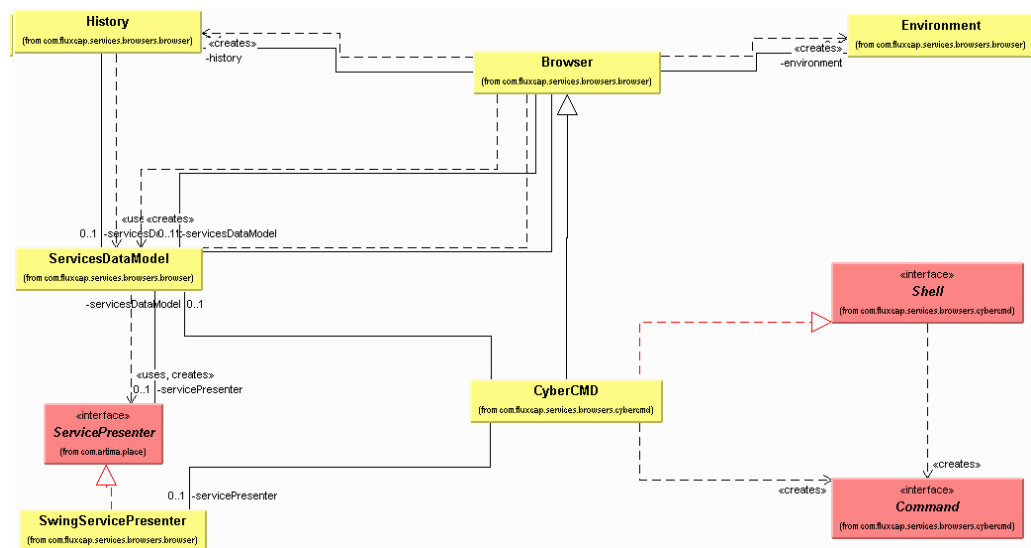 History
(from com.fluxcap.services.browsers.browser)
«creates»
-history
Browser
(from com.fluxcap.services.browsers.browser)
Environment
(from com.fluxcap.services.browsers.browser)
«creates»
-environment
«creates»
0..1
-servicesDataModel
ServicesDataModel
(from com.fluxcap.services.browsers.browser)
-servicesDataModel 0..1
«interface»
Shell
(from com.fluxcap.services.browsers.cybercmd)
«uses, creates»
0..1 -servicePresenter
CyberCMD
(from com.fluxcap.services.browsers.cybercmd)
«interface»
ServicePresenter
(from com.artima.place)
«creates»
0..1 -servicePresenter
«creates»
«interface»
Command
(from com.fluxcap.services.browsers.cybercmd)
SwingServicePresenter
(from com.fluxcap.services.browsers.browser)